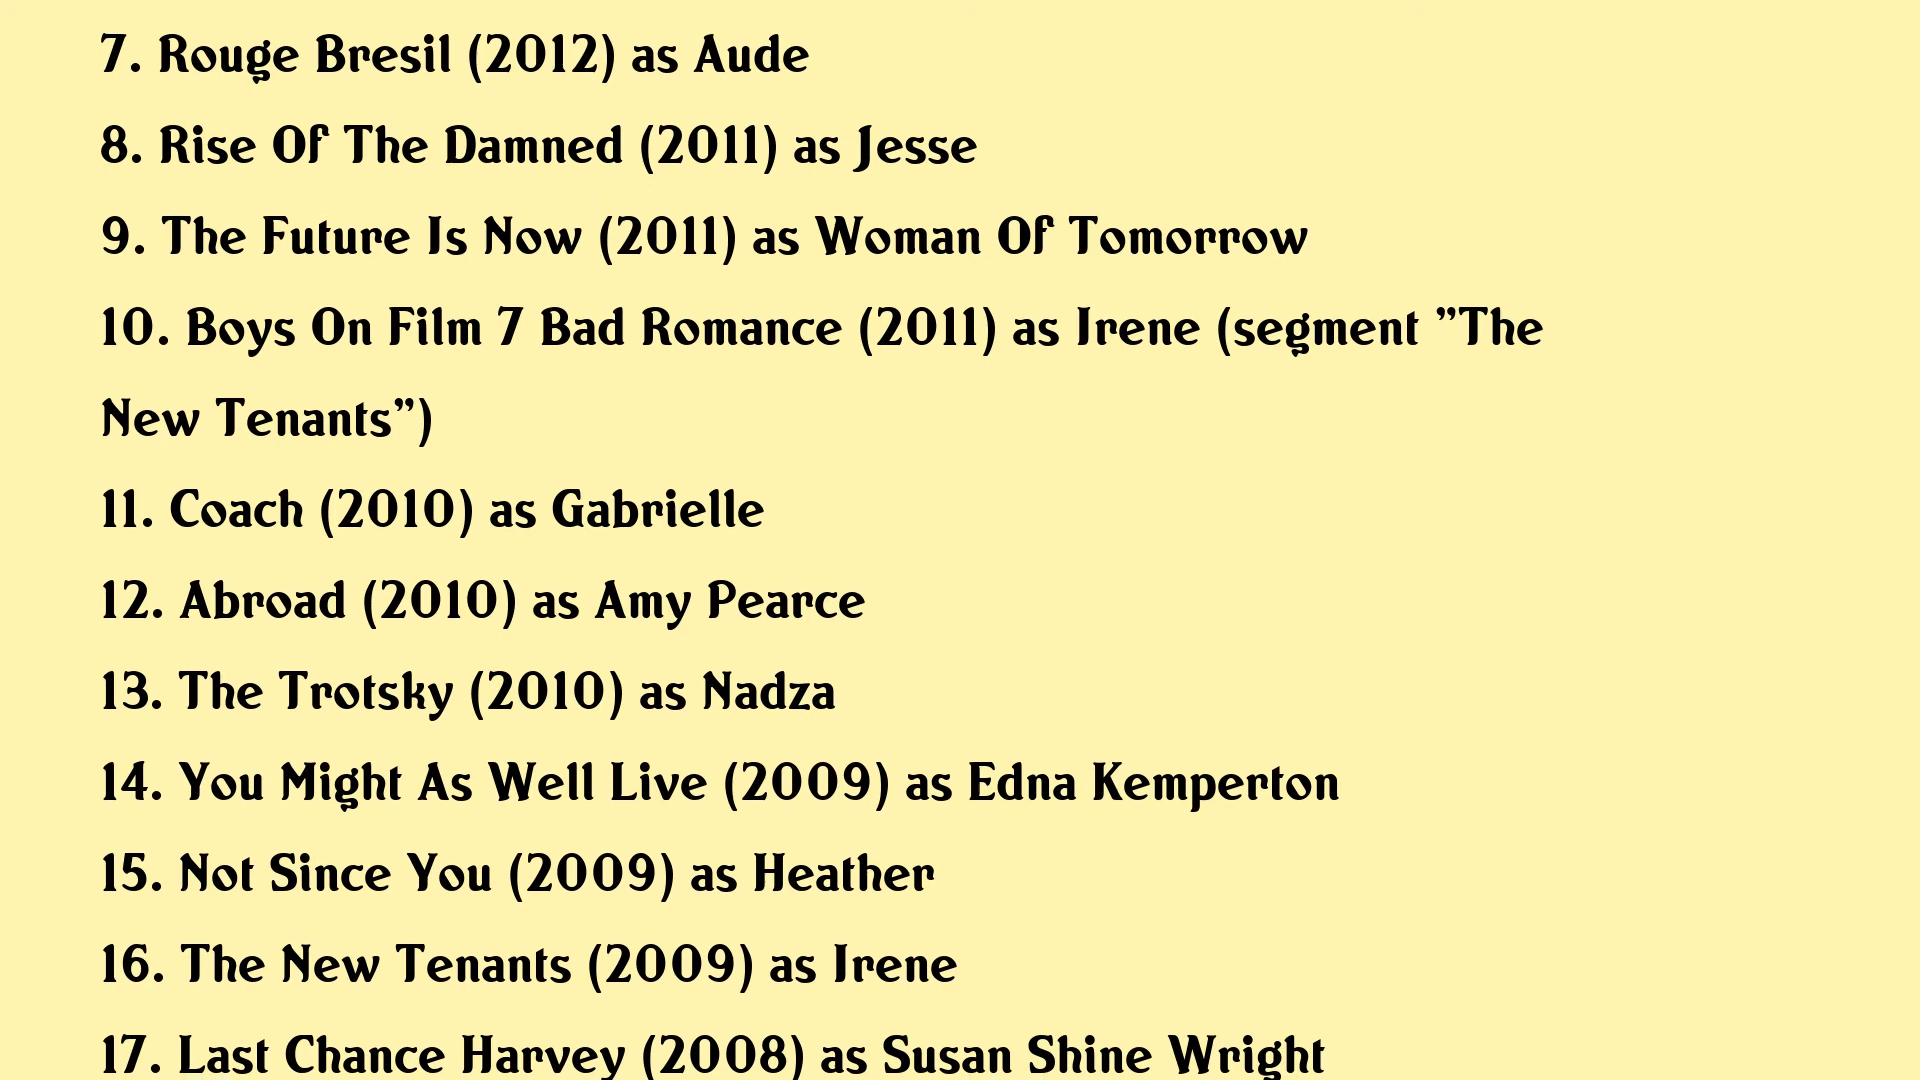 7. Rouge Bresil (2012) as Aude
8. Rise Of The Damned (2011) as Jesse
9. The Future Is Now (2011) as Woman Of Tomorrow
10. Boys On Film 7 Bad Romance (2011) as Irene (segment ”The
New Tenants”)
11. Coach (2010) as Gabrielle
12. Abroad (2010) as Amy Pearce
13. The Trotsky (2010) as Nadza
14. You Might As Well Live (2009) as Edna Kemperton
15. Not Since You (2009) as Heather
16. The New Tenants (2009) as Irene
17. Last Chance Harvey (2008) as Susan Shine Wright